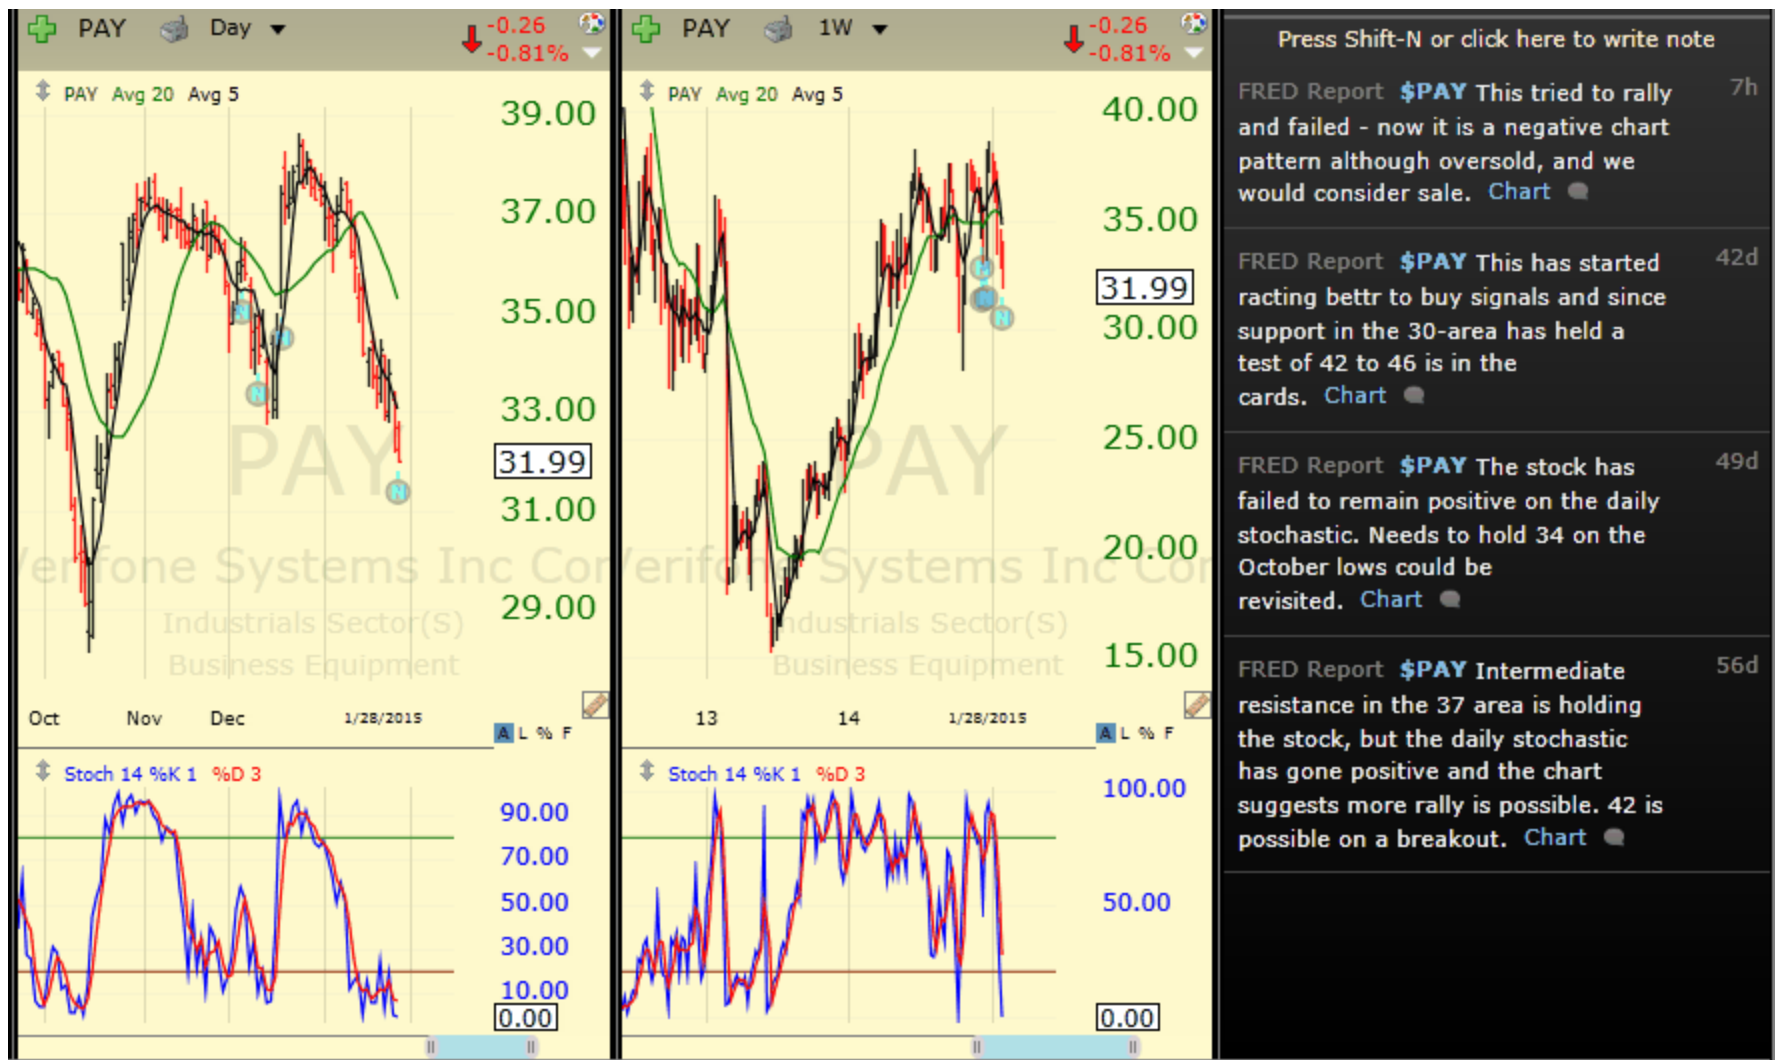 PAY Day -0.26
-0.81%
PAY Avg 20 Avg 5
39.00
37.00
35.00
33.00
31.99
31.00
29.00
N
N
N
N
PAY
Verifone Systems Inc Cor
Industrials Sector(S)
Business Equipment
Oct Nov Dec 1/28/2015
A L % F
Stoch 14 %K 1 %D 3
90.00
70.00
50.00
30.00
10.00
0.00
PAY 1W -0.26
-0.81%
PAY Avg 20 Avg 5
40.00
35.00
31.99
30.00
25.00
20.00
15.00
N
N
N
PAY
Verifone Systems Inc Cor
Industrials Sector(S)
Business Equipment
13 14 1/28/2015
A L % F
Stoch 14 %K 1 %D 3
100.00
50.00
0.00
Press Shift-N or click here to write note
FRED Report $PAY This tried to rally 7h
and failed - now it is a negative chart
pattern although oversold, and we
would consider sale. Chart
FRED Report $PAY This has started 42d
racting bettr to buy signals and since
support in the 30-area has held a
test of 42 to 46 is in the
cards. Chart
FRED Report $PAY The stock has 49d
failed to remain positive on the daily
stochastic. Needs to hold 34 on the
October lows could be
revisited. Chart
FRED Report $PAY Intermediate 56d
resistance in the 37 area is holding
the stock, but the daily stochastic
has gone positive and the chart
suggests more rally is possible. 42 is
possible on a breakout. Chart